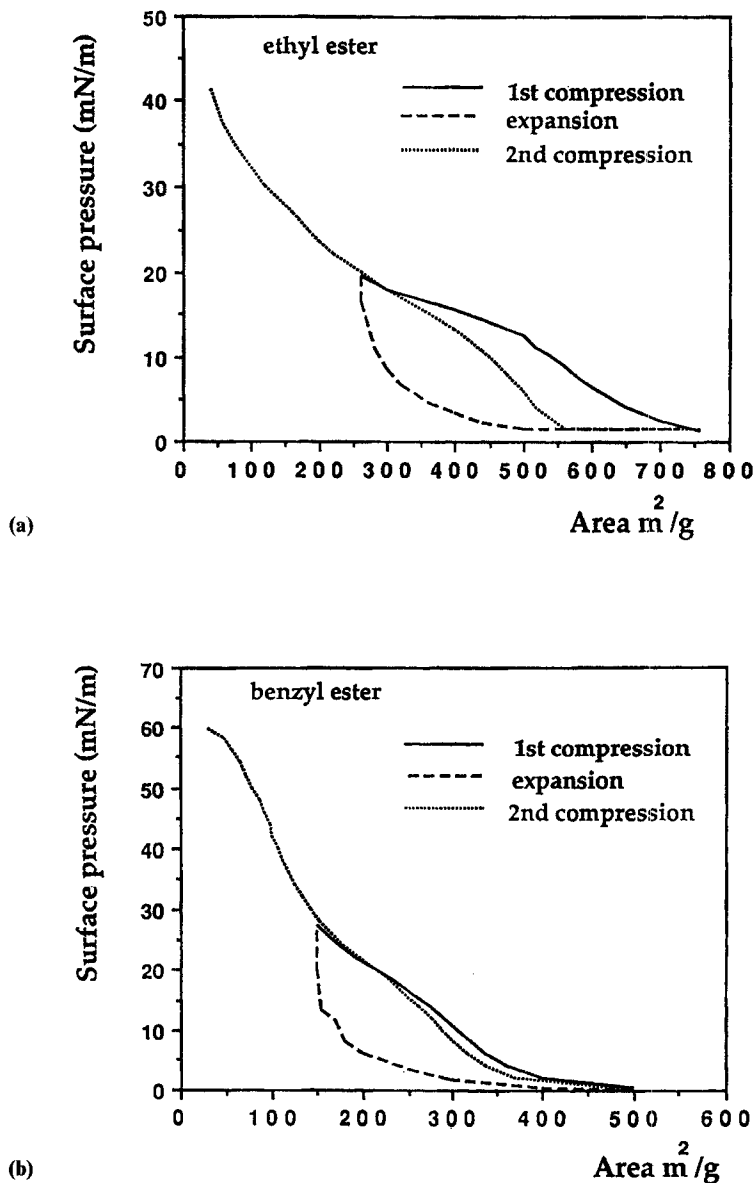 50
ethyl ester
40
1st compression
expansion
2nd compression
30
20
10
0
0 100 200 300 400 500 600 700 800
Surface pressure (mN/m)
Area m²/g
(a)
70
benzyl ester
60
1st compression
50
expansion
2nd compression
40
30
20
10
0
0 100 200 300 400 500 600
Surface pressure (mN/m)
Area m²/g
(b)